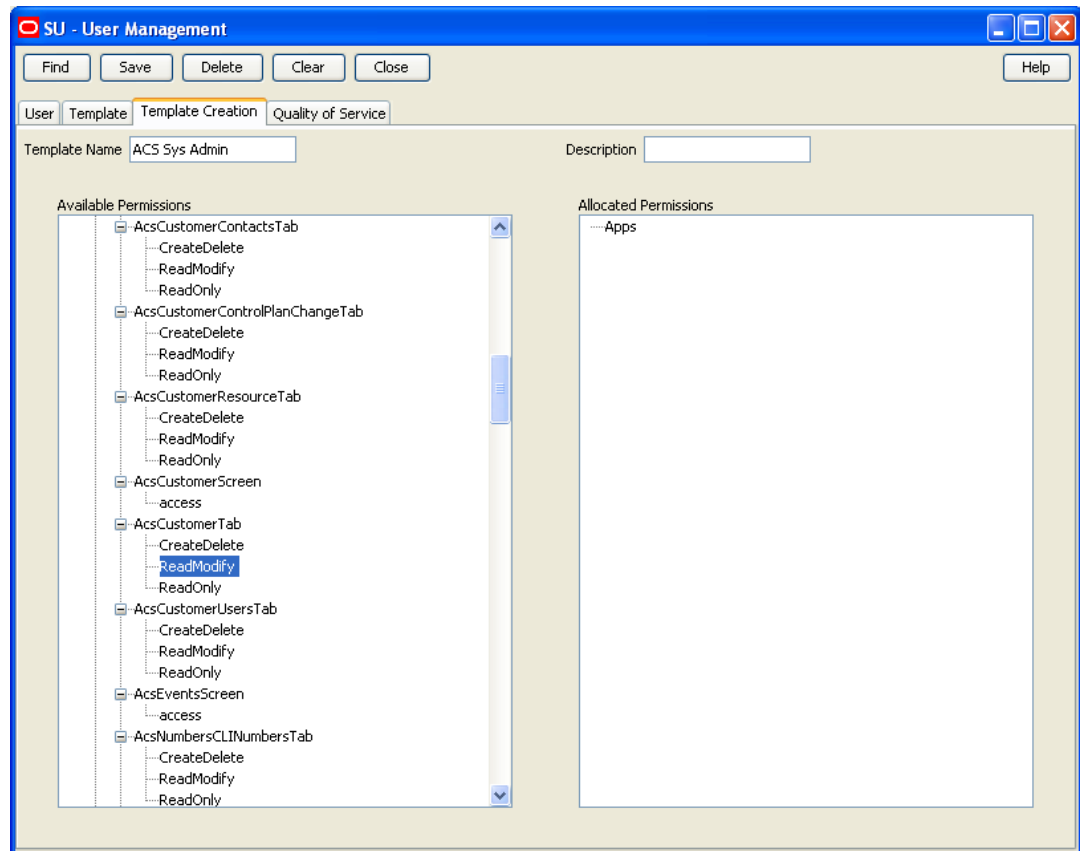 SU - User Management
Find Save Delete Clear Close Help
User Template Template Creation Quality of Service
Template Name ACS Sys Admin Description
Available Permissions
AcsCustomerContactsTab
CreateDelete
ReadModify
ReadOnly
AcsCustomerControlPlanChangeTab
CreateDelete
ReadModify
ReadOnly
AcsCustomerResourceTab
CreateDelete
ReadModify
ReadOnly
AcsCustomerScreen
access
AcsCustomerTab
CreateDelete
ReadModify
ReadOnly
AcsCustomerUsersTab
CreateDelete
ReadModify
ReadOnly
AcsEventsScreen
access
AcsNumbersCLINumbersTab
CreateDelete
ReadModify
ReadOnly
Allocated Permissions
Apps